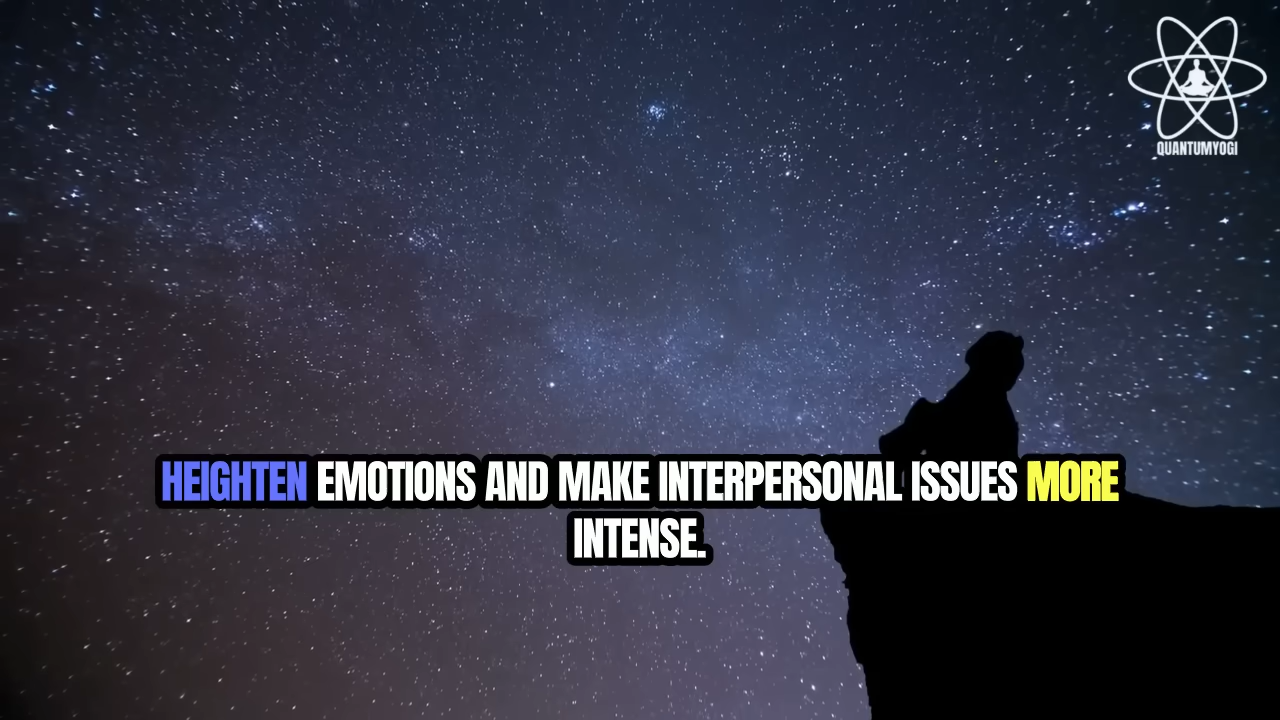 QUANTUMYOGI
HEIGHTEN EMOTIONS AND MAKE INTERPERSONAL ISSUES MORE
INTENSE.